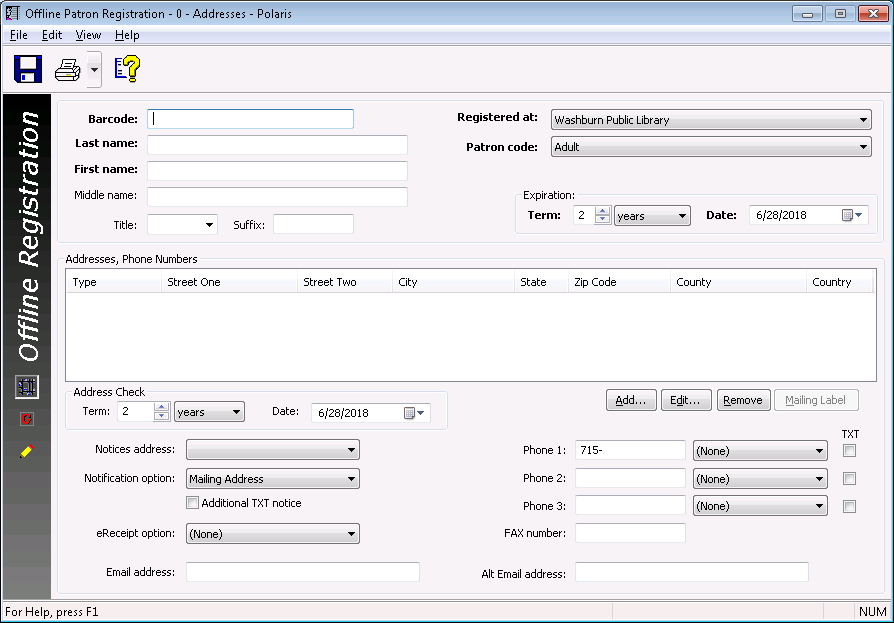 Offline Patron Registration - 0 - Addresses - Polaris
File Edit View Help
Offline Registration
Barcode:
Last name:
First name:
Middle name:
Title: Suffix:
Registered at: Washburn Public Library
Patron code: Adult
Expiration:
Term: 2 years Date: 6/28/2018
Addresses, Phone Numbers
Type Street One Street Two City State Zip Code County Country
Address Check
Term: 2 years Date: 6/28/2018
Add... Edit... Remove Mailing Label
Notices address:
Notification option: Mailing Address
Additional TXT notice
eReceipt option: (None)
Email address:
TXT
Phone 1: 715- (None)
Phone 2: (None)
Phone 3: (None)
FAX number:
Alt Email address:
For Help, press F1
NUM